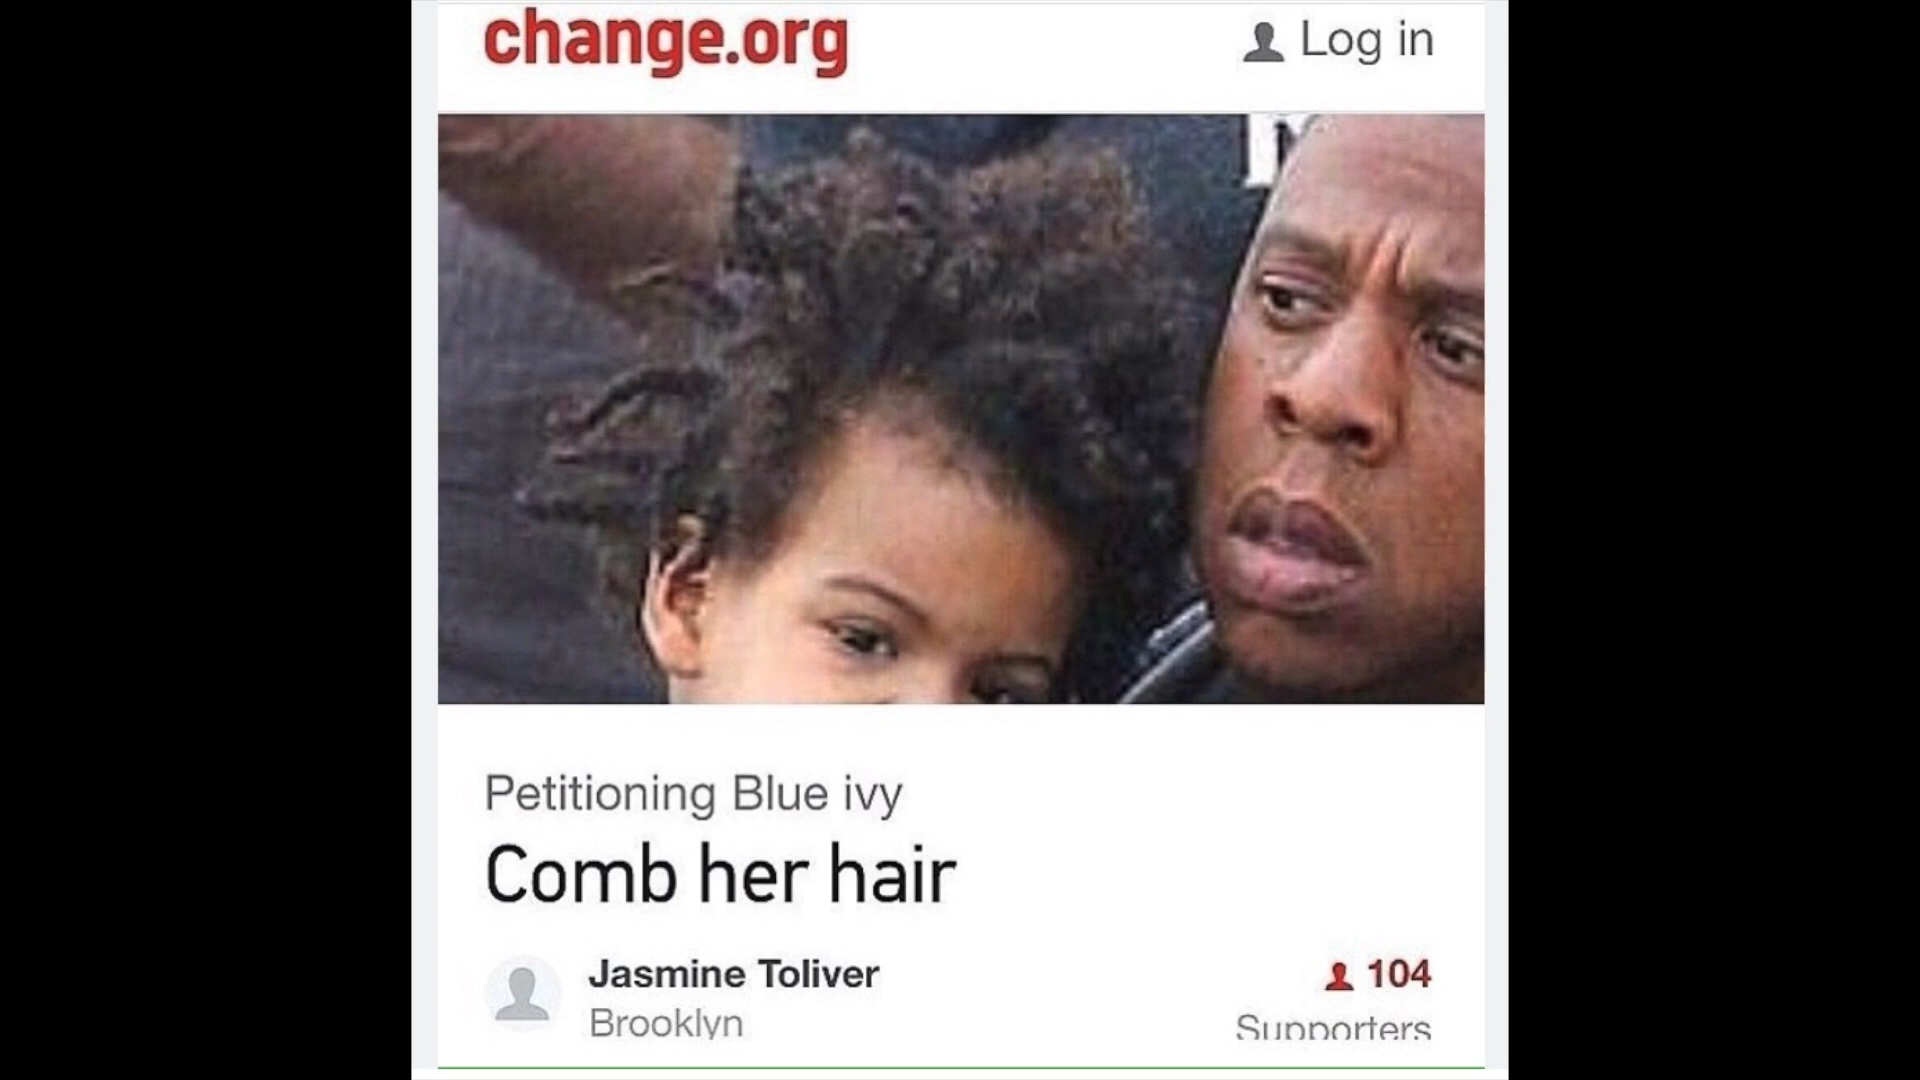 change.org
Log in
Petitioning Blue ivy
Comb her hair
Jasmine Toliver
104
Brooklyn
Supporters